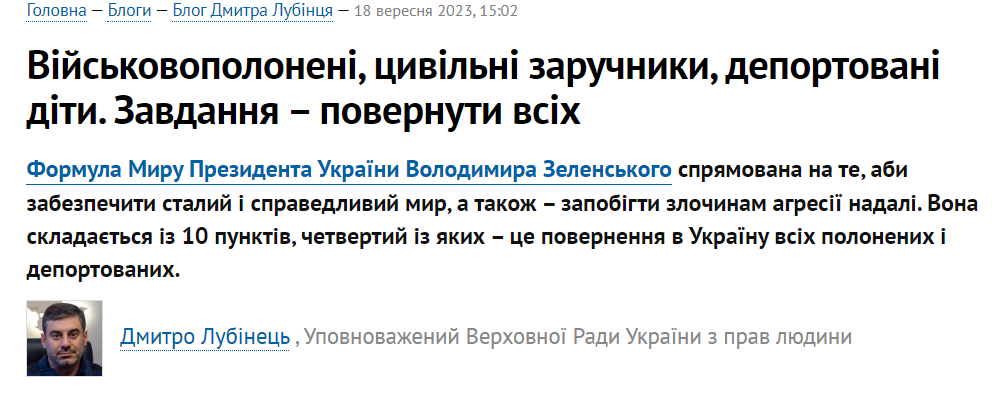 Головна — Блоги — Блог Дмитра Лубінця — 18 вересня 2023, 15:02
Військовополонені, цивільні заручники, депортовані
діти. Завдання – повернути всіх
Формула Миру Президента України Володимира Зеленського спрямована на те, аби
забезпечити сталий і справедливий мир, а також – запобігти злочинам агресії надалі. Вона
складається із 10 пунктів, четвертий із яких – це повернення в Україну всіх полонених і
депортованих.
Дмитро Лубінець , Уповноважений Верховної Ради України з прав людини